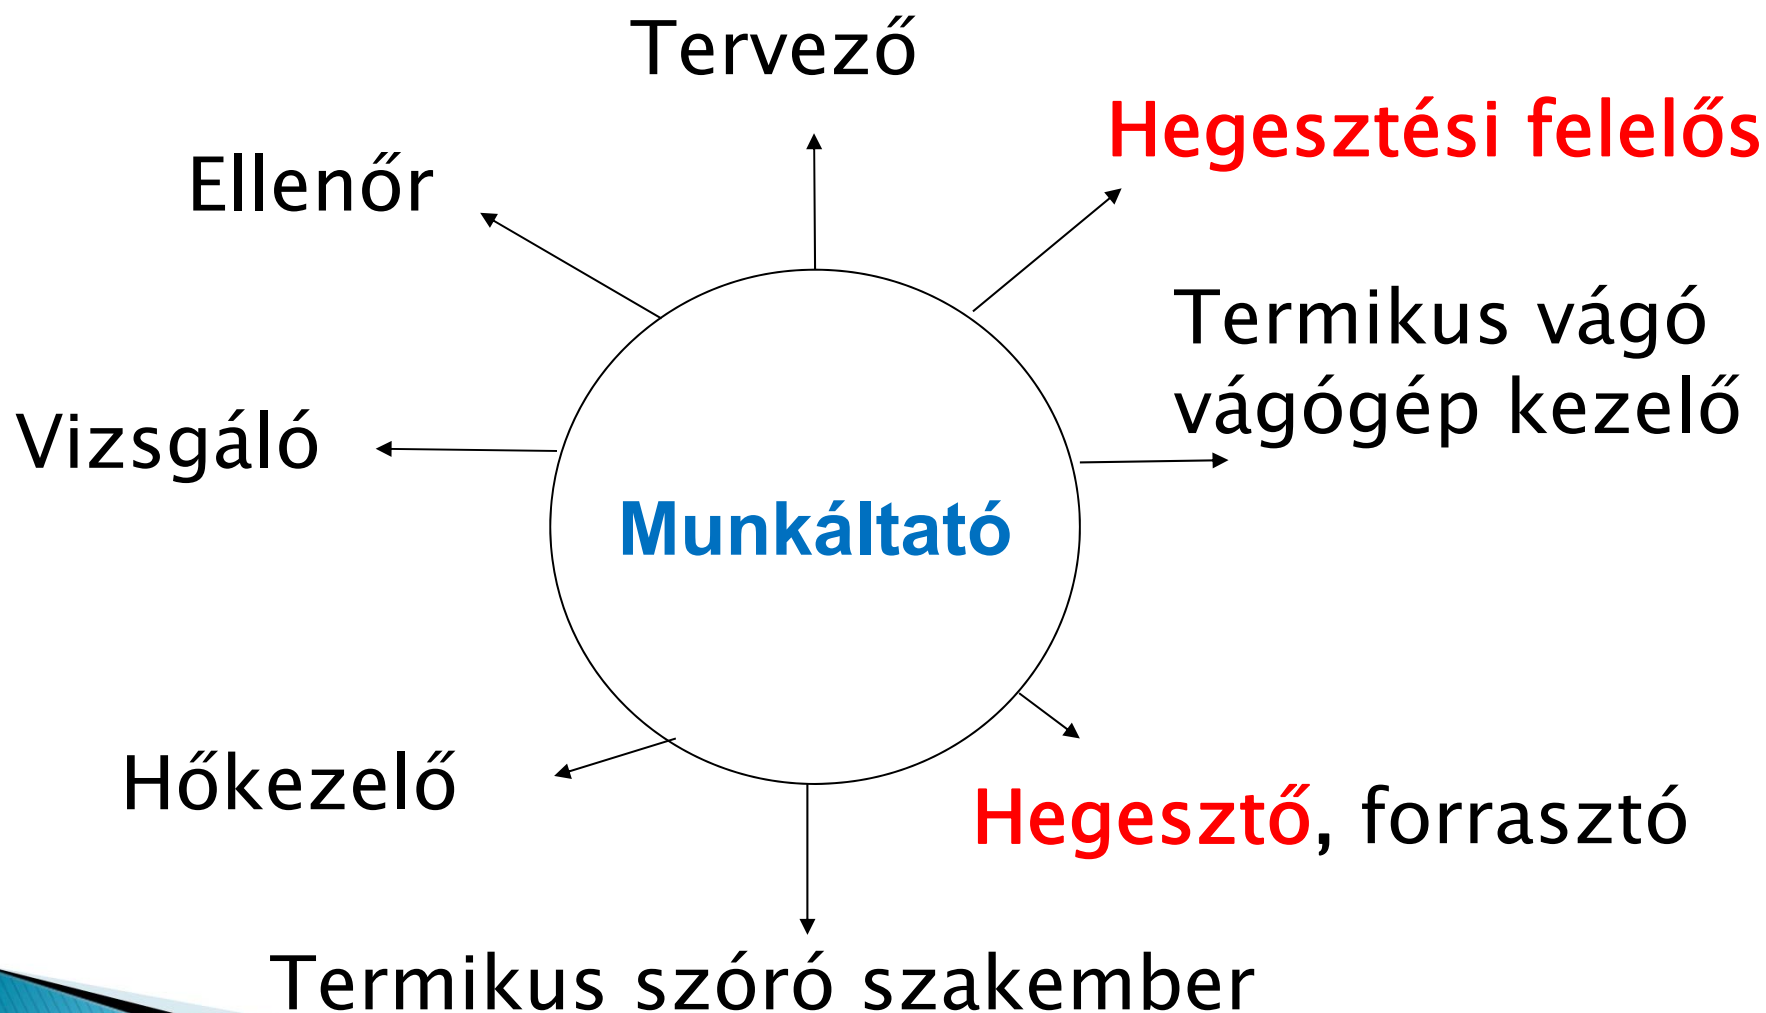 Tervező
Hegesztési felelős
Ellenőr
Termikus vágó
vágógép kezelő
Vizsgáló
Munkáltató
Hőkezelő
Hegesztő, forrasztó
Termikus szóró szakember